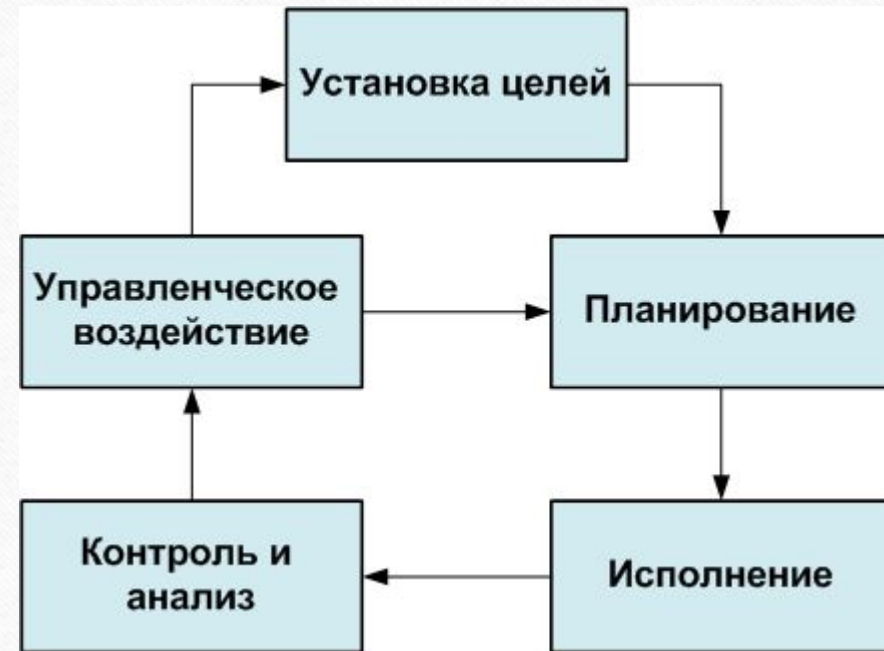 Установка целей
Управленческое
воздействие
Планирование
Контроль и
анализ
Исполнение